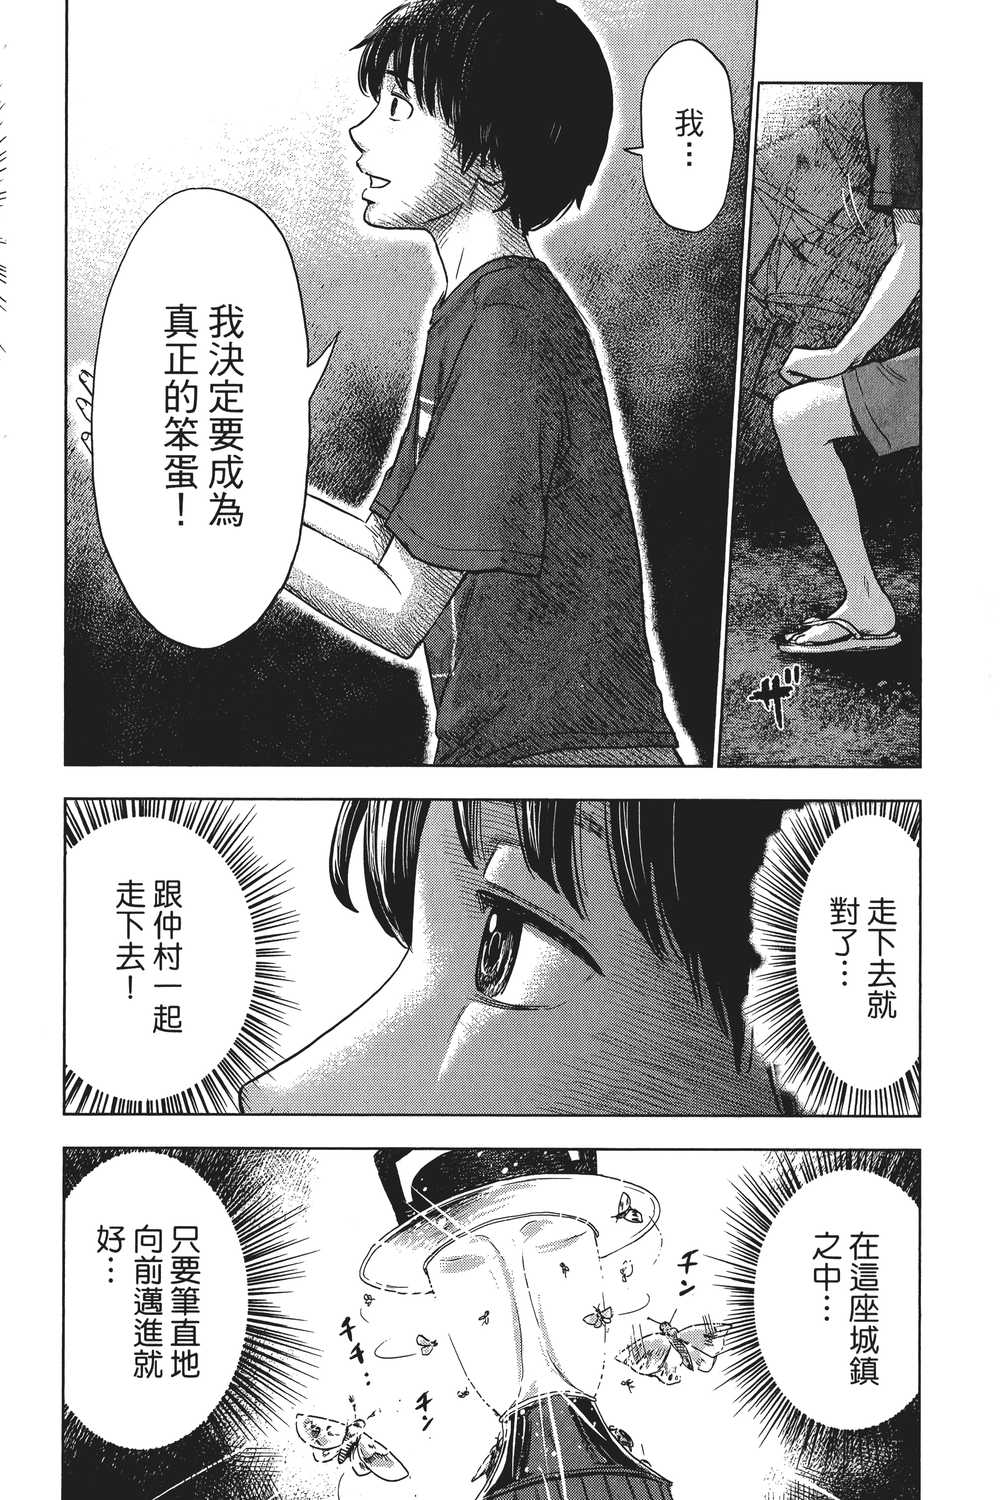 我…
ザ
我決定要成為
真正的笨蛋！
走下去就
對了…
跟仲村一起
走下去！
在這座城鎮
之中…
チン
チチ…
チン
只要筆直地
向前邁進就
好…